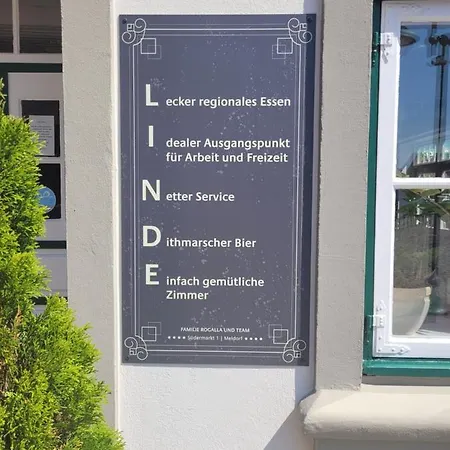 Lecker regionales Essen
Idealer Ausgangspunkt
für Arbeit und Freizeit
Netter Service
Dithmarscher Bier
Einfach gemütliche
Zimmer
FAMILIE ROGALLA UND TEAM
★★★★ Südermarkt 1 | Meldorf ★★★★